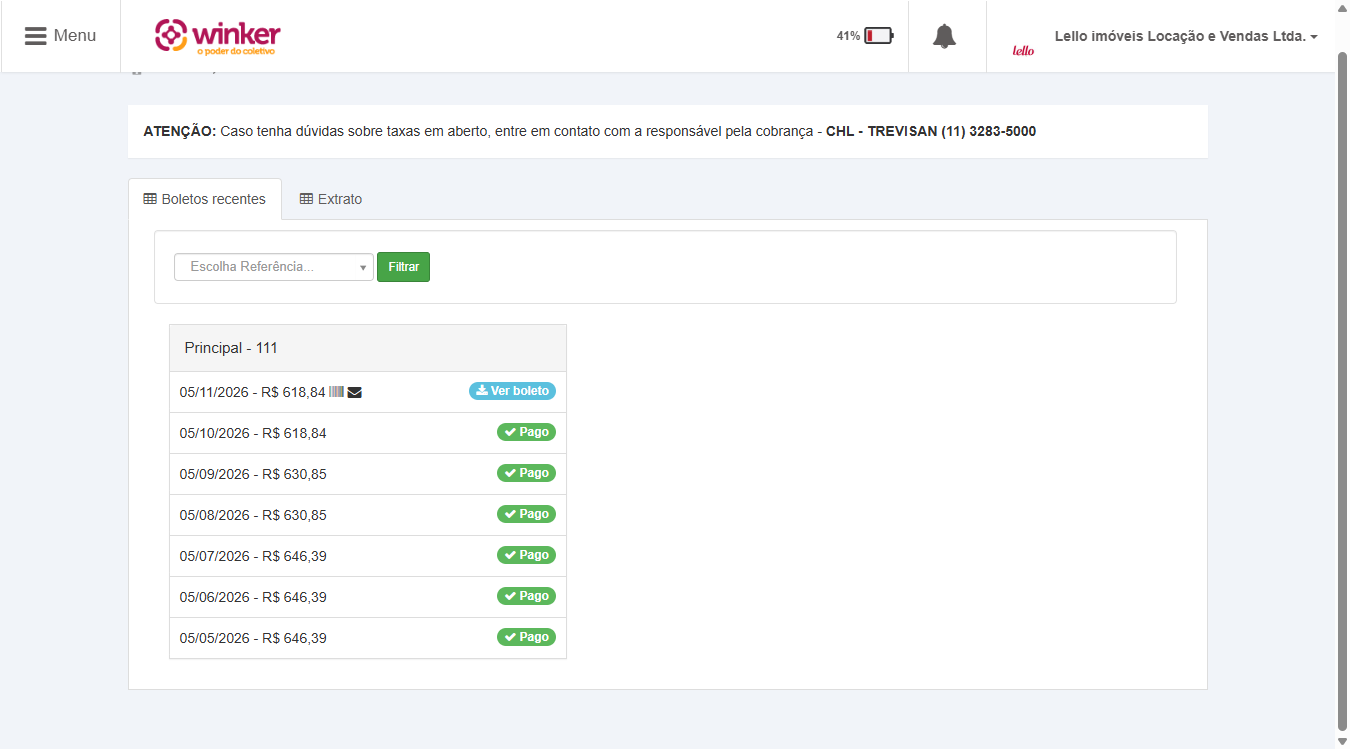 Menu
winker
o poder do coletivo
41%
lello
Lello imóveis Locação e Vendas Ltda.
ATENÇÃO: Caso tenha dúvidas sobre taxas em aberto, entre em contato com a responsável pela cobrança - CHL - TREVISAN (11) 3283-5000
Boletos recentes
Extrato
Escolha Referência...
Filtrar
Principal - 111
05/11/2026 - R$ 618,84 Ver boleto
05/10/2026 - R$ 618,84 Pago
05/09/2026 - R$ 630,85 Pago
05/08/2026 - R$ 630,85 Pago
05/07/2026 - R$ 646,39 Pago
05/06/2026 - R$ 646,39 Pago
05/05/2026 - R$ 646,39 Pago